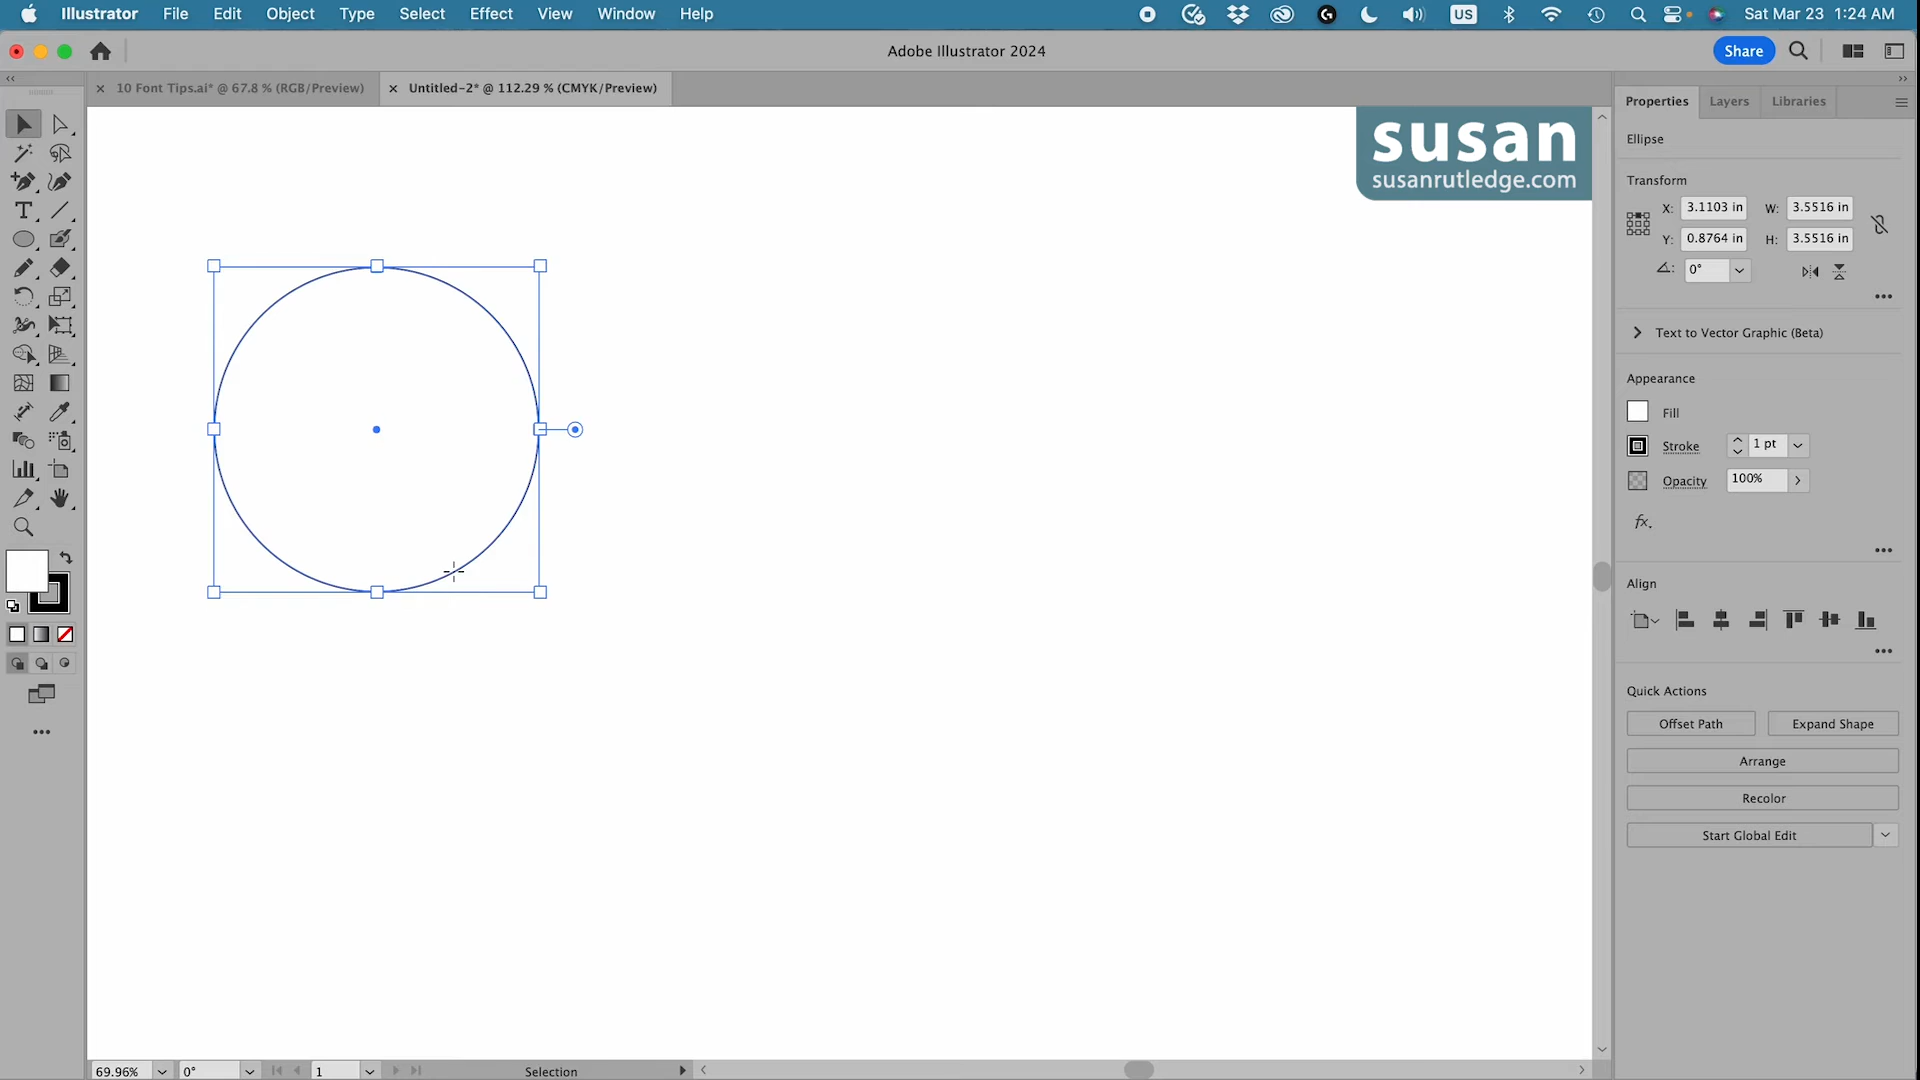 Illustrator File Edit Object Type Select Effect View Window Help
US Sat Mar 23 1:24 AM
Adobe Illustrator 2024
Share
10 Font Tips.ai* @ 67.8 % (RGB/Preview)
Untitled-2* @ 112.29 % (CMYK/Preview)
susan
susanrutledge.com
Properties Layers Libraries
Ellipse
Transform
X: 3.1103 in W: 3.5516 in
Y: 0.8764 in H: 3.5516 in
0°
Text to Vector Graphic (Beta)
Appearance
Fill
Stroke 1 pt
Opacity 100%
fx.
Align
Quick Actions
Offset Path Expand Shape
Arrange
Recolor
Start Global Edit
69.96% 0° 1 Selection